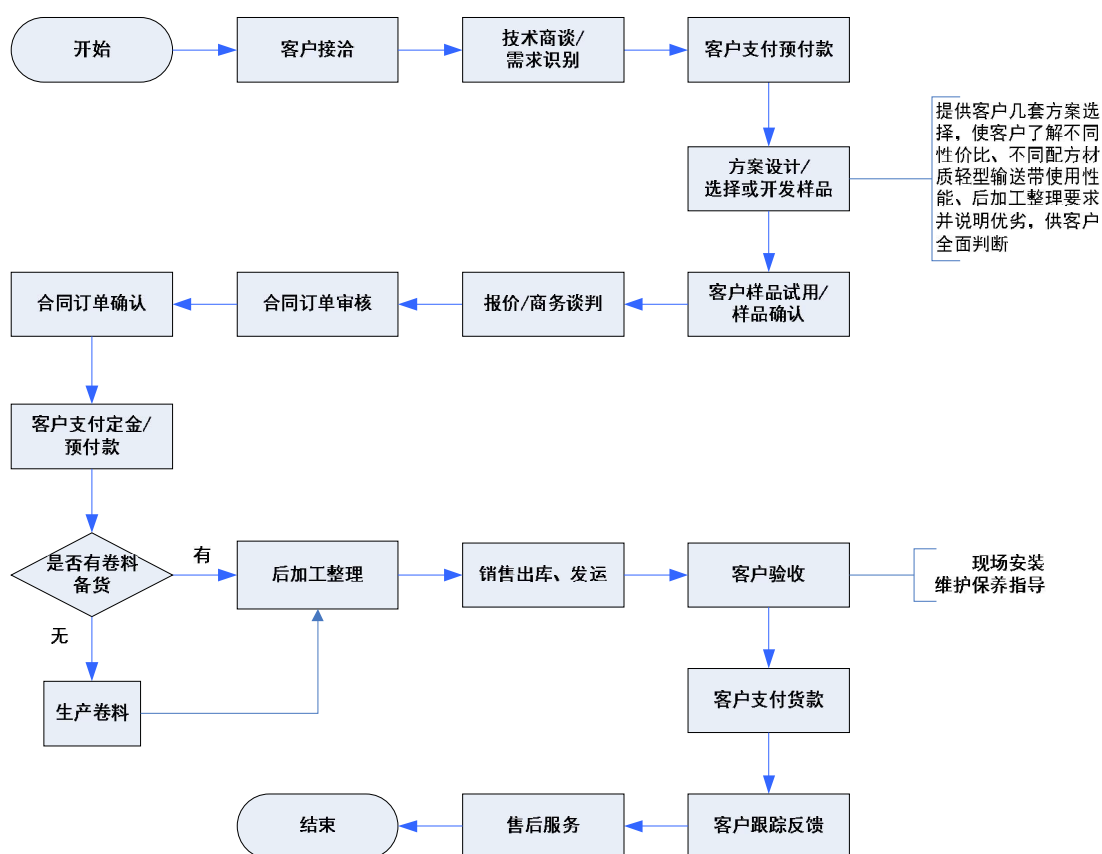 开始
客户接洽
技术商谈/
需求识别
客户支付预付款
提供客户几套方案选
择，使客户了解不同
性价比、不同配方材
质轻型输送带使用性
能、后加工整理要求
并说明优劣，供客户
全面判断
方案设计/
选择或开发样品
合同订单确认
合同订单审核
报价/商务谈判
客户样品试用/
样品确认
客户支付定金/
预付款
是否有卷料
备货
有
后加工整理
销售出库、发运
客户验收
现场安装
维护保养指导
无
生产卷料
客户支付货款
结束
售后服务
客户跟踪反馈